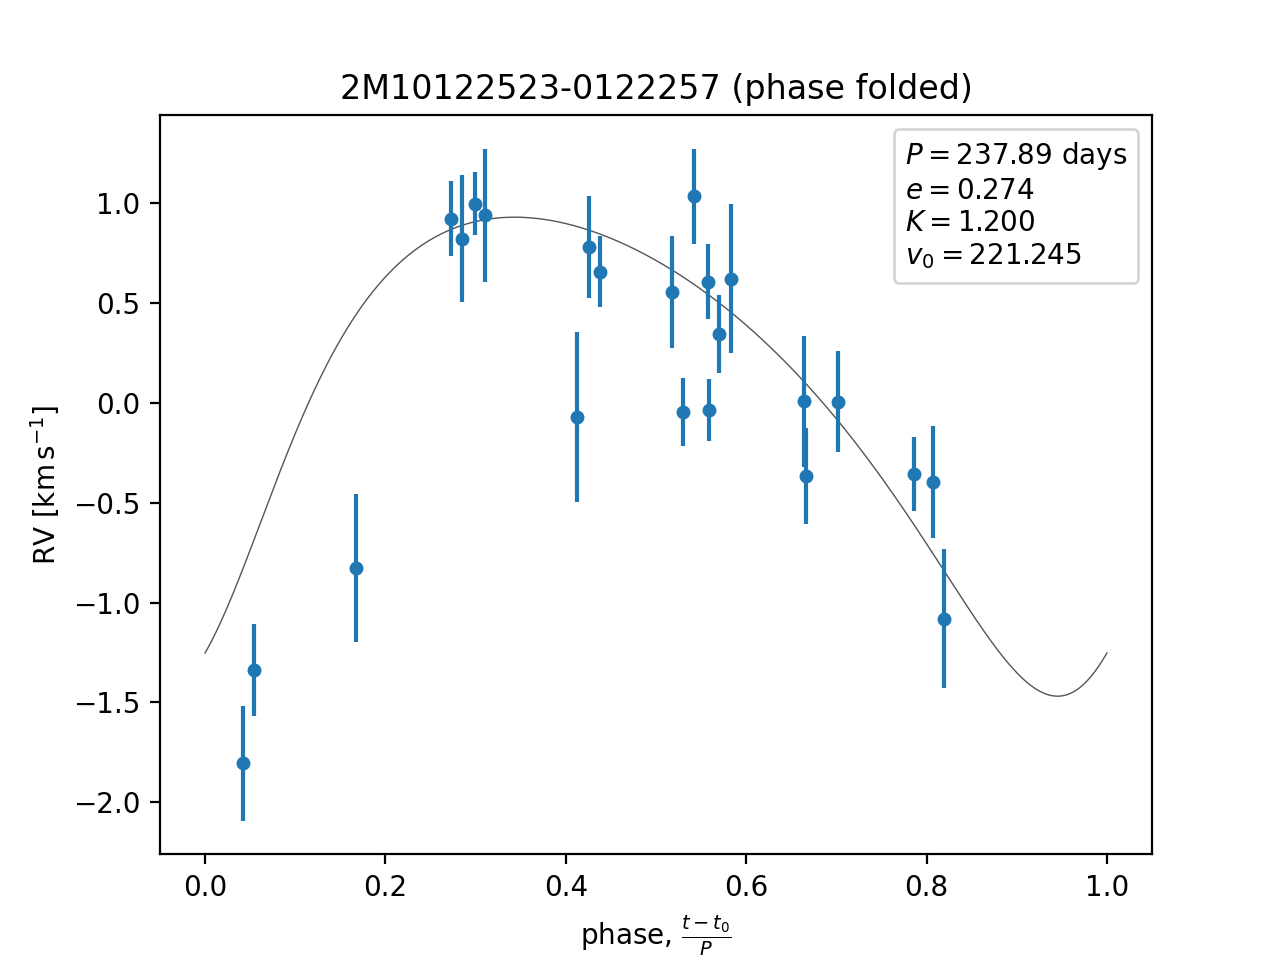 2M10122523-0122257 (phase folded)
P = 237.89 days
e = 0.274
K = 1.200
v₀ = 221.245
RV [km s⁻¹]
1.0
0.5
0.0
−0.5
−1.0
−1.5
−2.0
0.0 0.2 0.4 0.6 0.8 1.0
phase, (t − t₀)/P